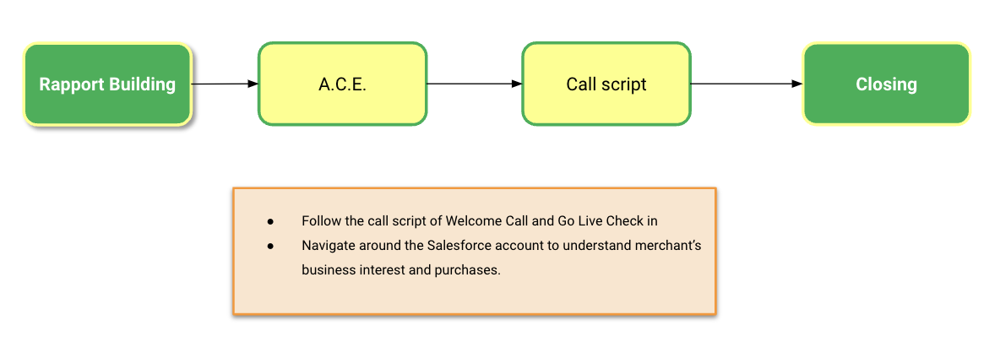 Rapport Building
A.C.E.
Call script
Closing
● Follow the call script of Welcome Call and Go Live Check in
● Navigate around the Salesforce account to understand merchant’s
business interest and purchases.